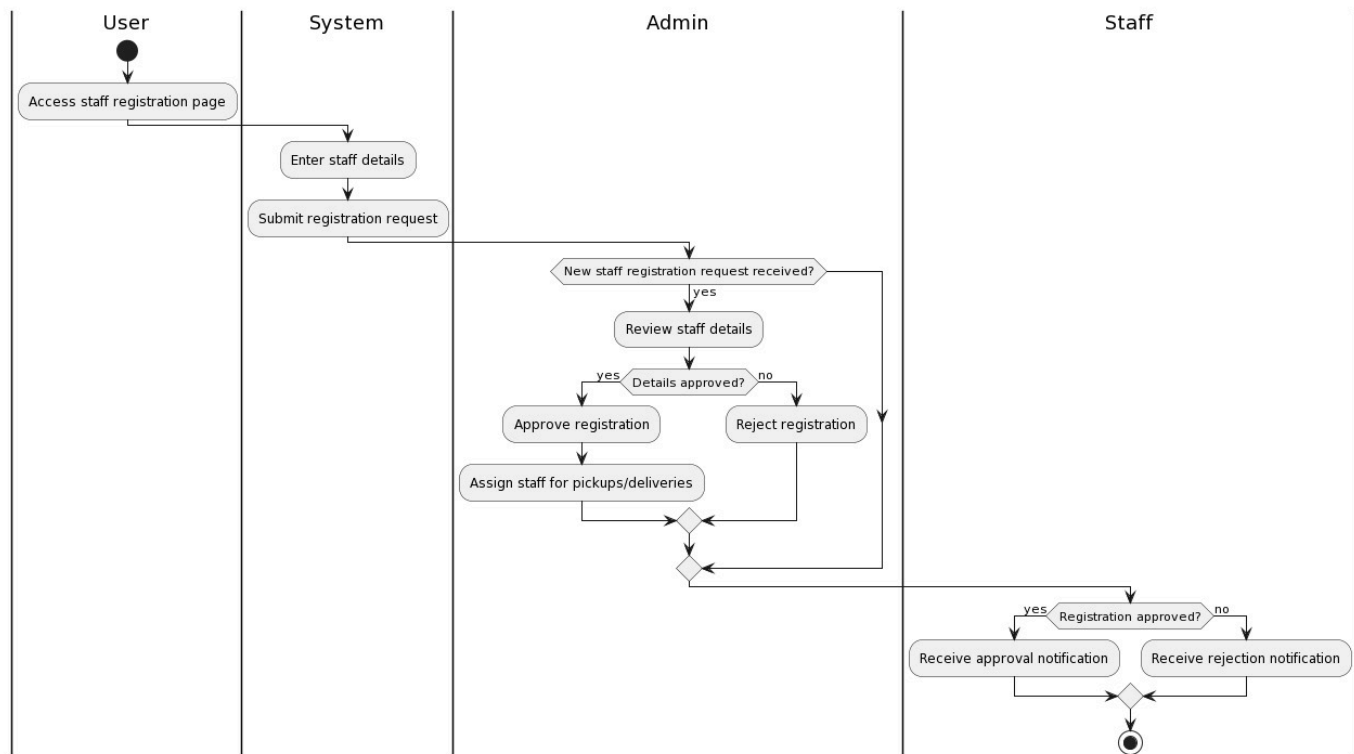 User
System
Admin
Staff
Access staff registration page
Enter staff details
Submit registration request
New staff registration request received?
yes
Review staff details
yes
Details approved?
no
Approve registration
Reject registration
Assign staff for pickups/deliveries
yes
Registration approved?
no
Receive approval notification
Receive rejection notification